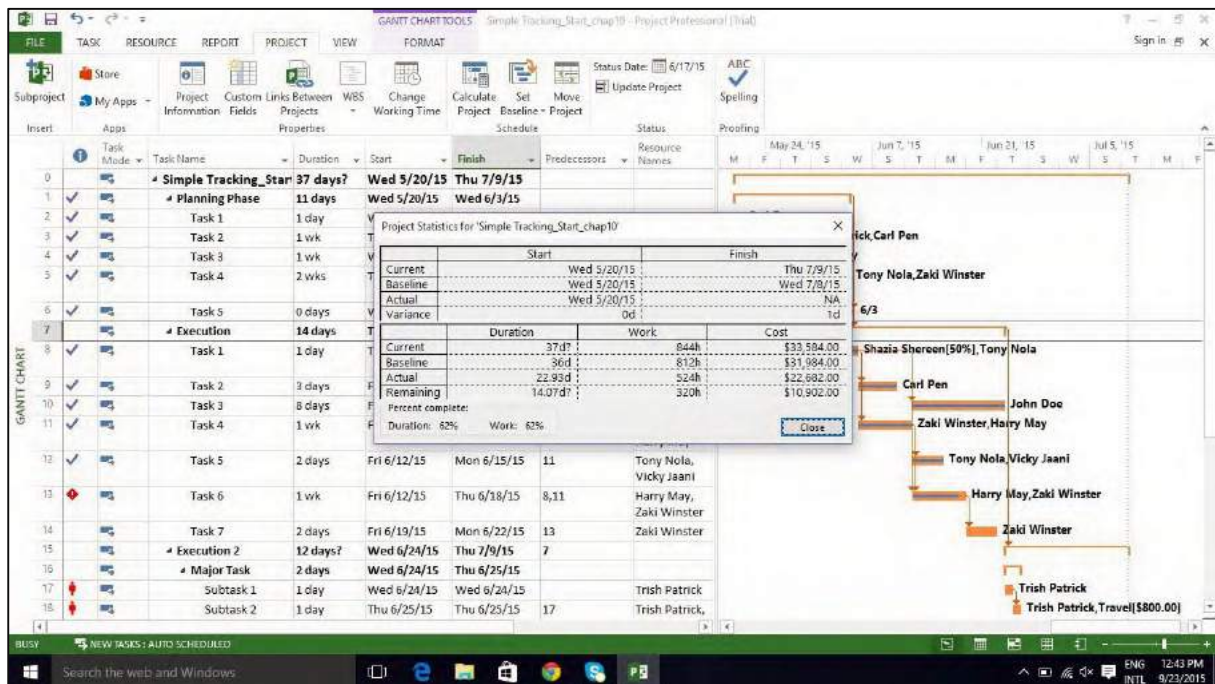 GANTT CHART TOOLS Simple Tracking_Start_chap10 - Project Professional (Trial)
FILE TASK RESOURCE REPORT PROJECT VIEW FORMAT Sign in
Subproject Store My Apps Project Information Custom Fields Links Between Projects WBS Change Working Time Calculate Project Set Baseline Move Project Status Date: 6/17/15 Update Project ABC Spelling
Insert Apps Properties Schedule Status Proofing
Task Mode Task Name Duration Start Finish Predecessors Resource Names May 24, '15 Jun 7, '15 Jun 21, '15 Jul 5, '15
M F T S W S T M F T S W S T M F
0 Simple Tracking_Star 37 days? Wed 5/20/15 Thu 7/9/15
1 Planning Phase 11 days Wed 5/20/15 Wed 6/3/15
2 Task 1 1 day
3 Task 2 1 wk T ick,Carl Pen
4 Task 3 1 wk
5 Task 4 2 wks T Tony Nola,Zaki Winster
6 Task 5 0 days 6/3
7 Execution 14 days T
8 Task 1 1 day T Shazia Shereen[50%],Tony Nola
9 Task 2 3 days F Carl Pen
10 Task 3 8 days F John Doe
11 Task 4 1 wk F Zaki Winster,Harry May
12 Task 5 2 days Fri 6/12/15 Mon 6/15/15 11 Tony Nola, Vicky Jaani Tony Nola,Vicky Jaani
13 Task 6 1 wk Fri 6/12/15 Thu 6/18/15 8,11 Harry May, Zaki Winster Harry May,Zaki Winster
14 Task 7 2 days Fri 6/19/15 Mon 6/22/15 13 Zaki Winster Zaki Winster
15 Execution 2 12 days? Wed 6/24/15 Thu 7/9/15 7
16 Major Task 2 days Wed 6/24/15 Thu 6/25/15
17 Subtask 1 1 day Wed 6/24/15 Wed 6/24/15 Trish Patrick Trish Patrick
18 Subtask 2 1 day Thu 6/25/15 Thu 6/25/15 17 Trish Patrick, Trish Patrick,Travel[$800.00]
GANTT CHART
Project Statistics for 'Simple Tracking_Start_chap10'
Start Finish
Current Wed 5/20/15 Thu 7/9/15
Baseline Wed 5/20/15 Wed 7/8/15
Actual Wed 5/20/15 NA
Variance 0d 1d
Duration Work Cost
Current 37d? 844h $33,584.00
Baseline 36d 812h $31,984.00
Actual 22.93d 524h $22,682.00
Remaining 14.07d? 320h $10,902.00
Percent complete:
Duration: 62% Work: 62% Close
BUSY NEW TASKS : AUTO SCHEDULED
Search the web and Windows ENG INTL 12:43 PM 9/23/2015